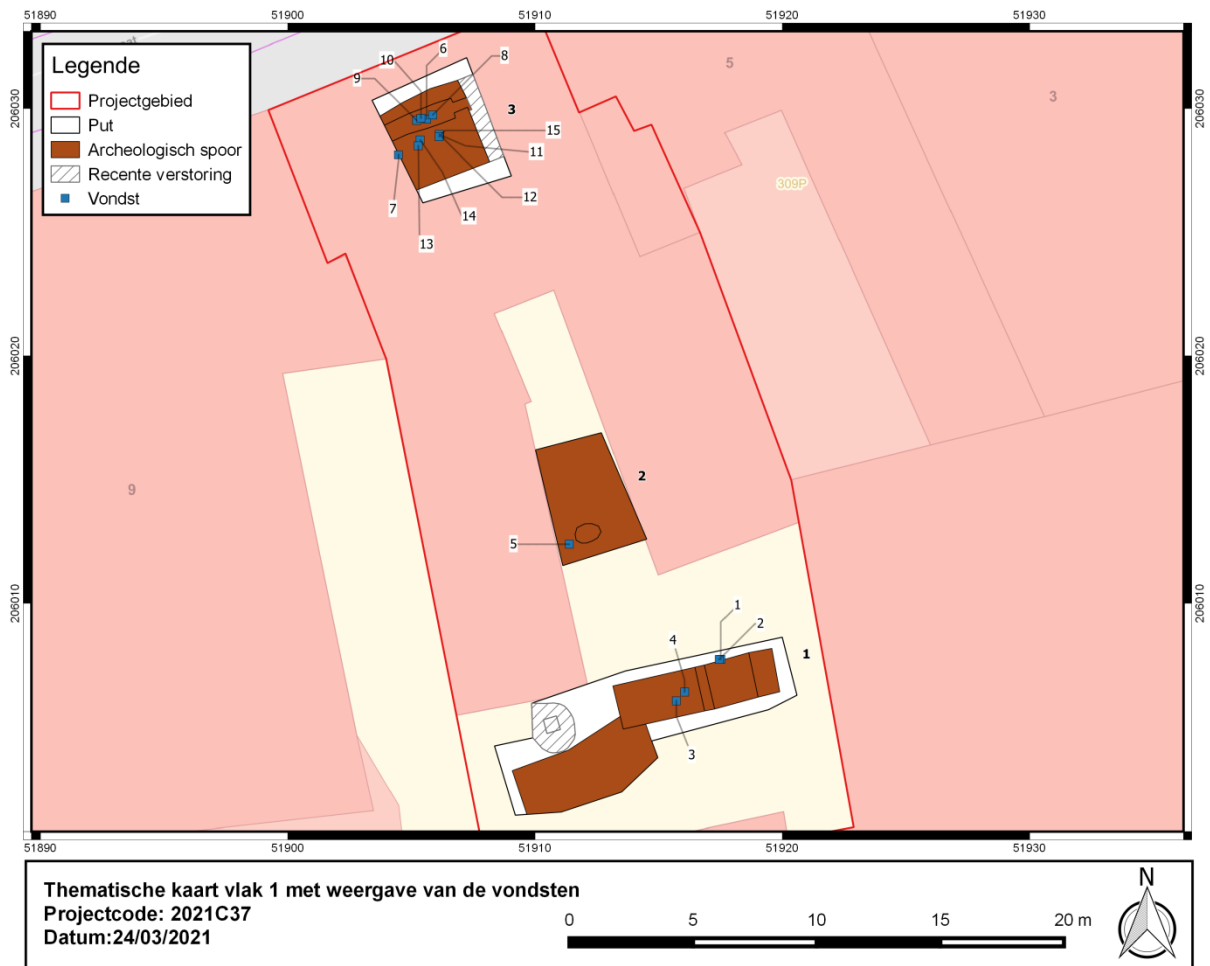 51890 51900 51910 51920 51930
206030
206020
206010
206030
206020
206010
Legende
Projectgebied
Put
Archeologisch spoor
Recente verstoring
Vondst
5
3
309P
9
10
6
8
9
3
15
11
12
7
14
13
2
5
1
2
4
1
3
51890 51900 51910 51920 51930
Thematische kaart vlak 1 met weergave van de vondsten
Projectcode: 2021C37
Datum:24/03/2021
0 5 10 15 20 m
N